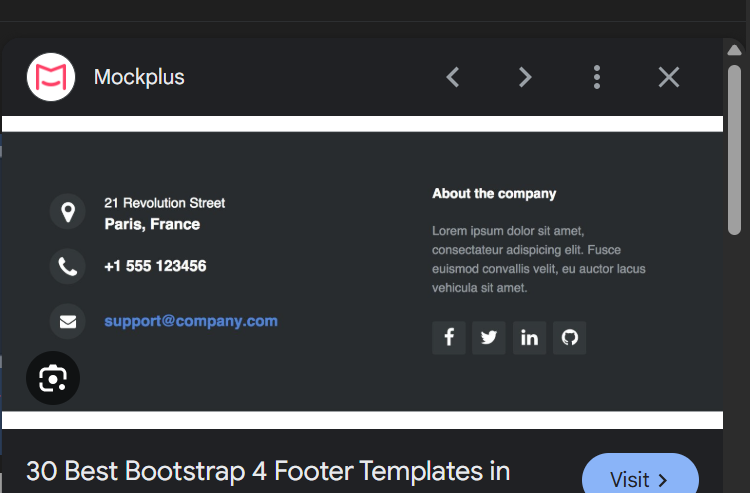 Mockplus
21 Revolution Street
Paris, France
+1 555 123456
support@company.com
About the company
Lorem ipsum dolor sit amet,
consectateur adispicing elit. Fusce
euismod convallis velit, eu auctor lacus
vehicula sit amet.
30 Best Bootstrap 4 Footer Templates in
Visit